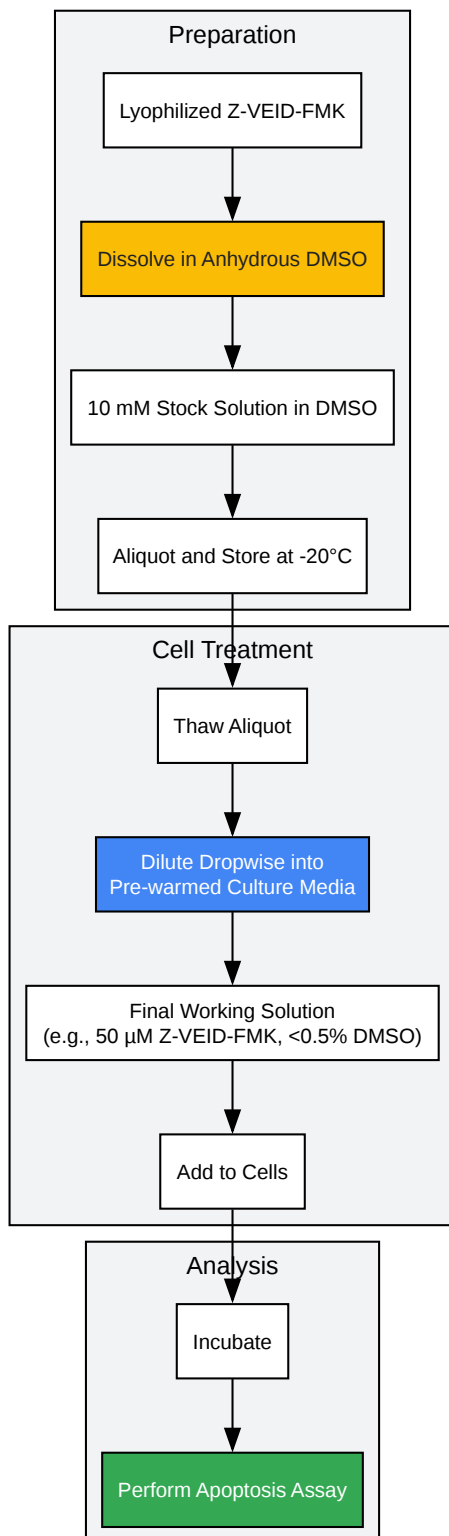 Preparation
Lyophilized Z-VEID-FMK
Dissolve in Anhydrous DMSO
10 mM Stock Solution in DMSO
Aliquot and Store at -20°C
Cell Treatment
Thaw Aliquot
Dilute Dropwise into
Pre-warmed Culture Media
Final Working Solution
(e.g., 50 µM Z-VEID-FMK, <0.5% DMSO)
Add to Cells
Analysis
Incubate
Perform Apoptosis Assay